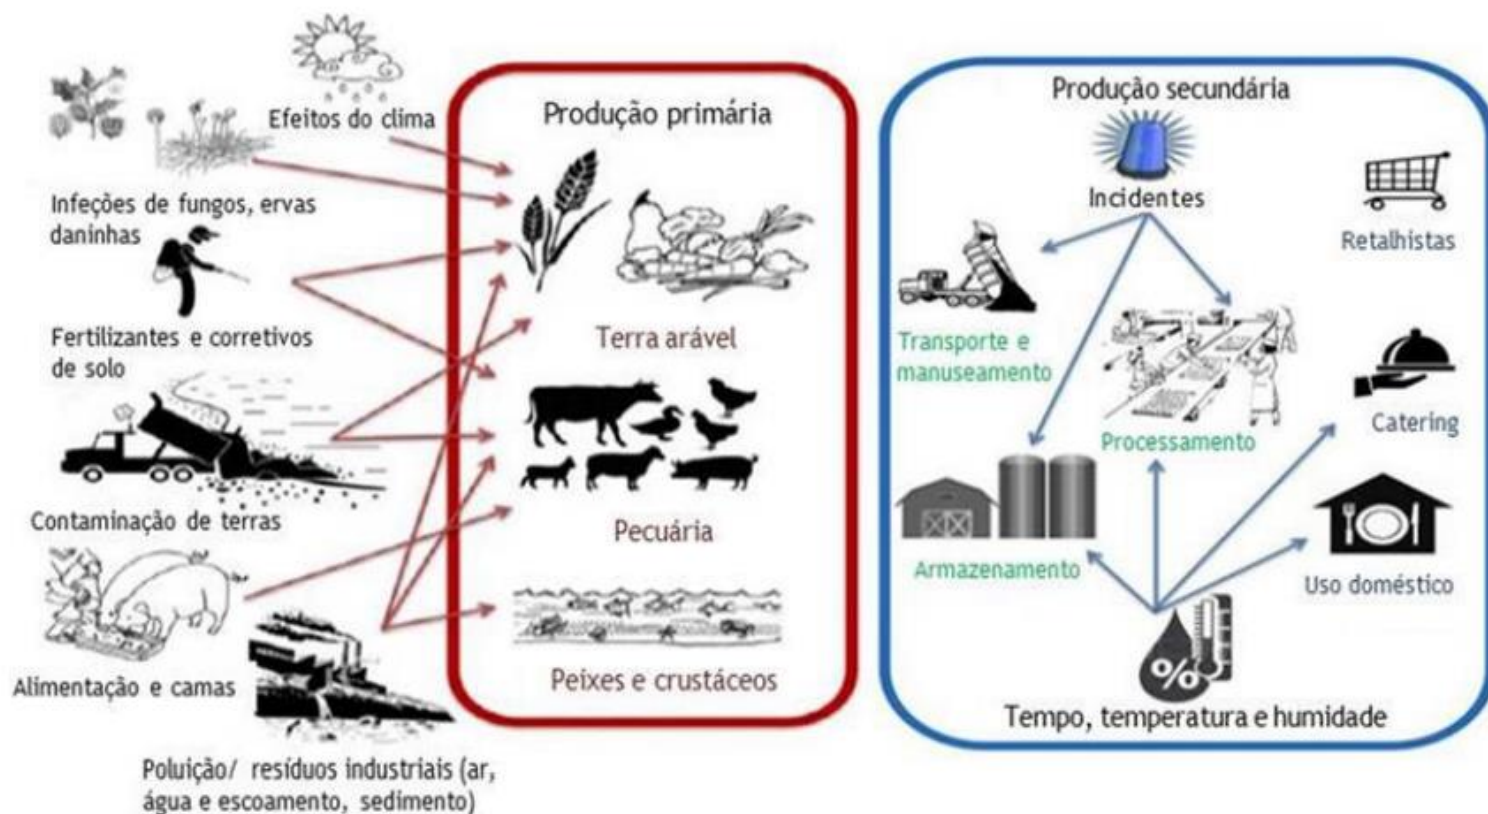 Efeitos do clima
Infeções de fungos, ervas
daninhas
Fertilizantes e corretivos
de solo
Contaminação de terras
Alimentação e camas
Poluição/ resíduos industriais (ar,
água e escoamento, sedimento)
Produção primária
Terra arável
Pecuária
Peixes e crustáceos
Produção secundária
Incidentes
Retalhistas
Transporte e
manuseamento
Processamento
Catering
Armazenamento
Uso doméstico
%
Tempo, temperatura e humidade